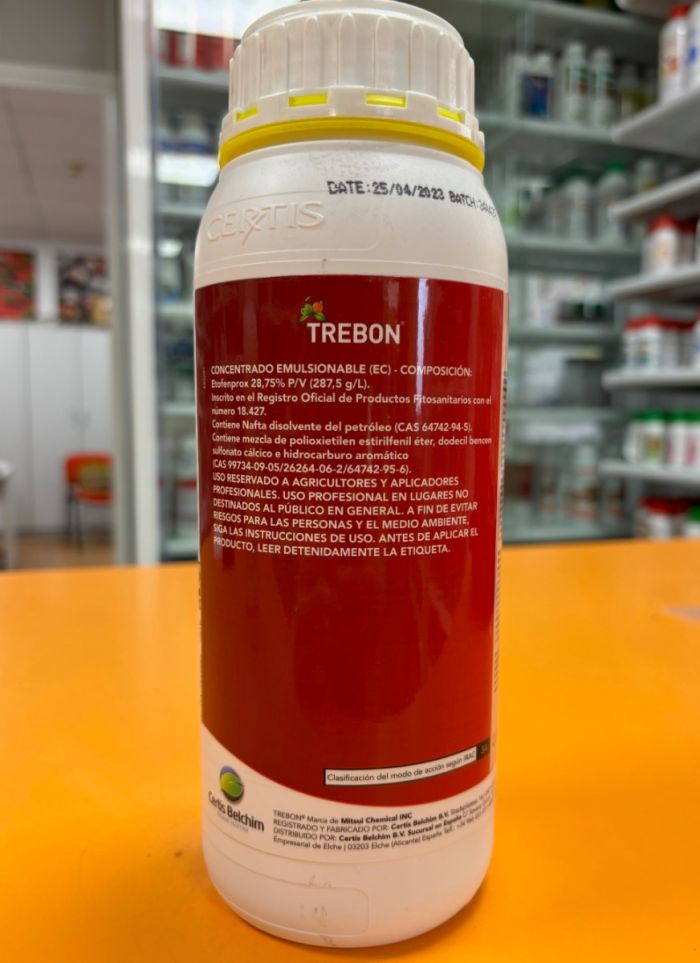 DATE:25/04/2023 BATCH:
CERTIS
TREBON
CONCENTRADO EMULSIONABLE (EC) - COMPOSICIÓN:
Etofenprox 28,75% P/V (287,5 g/L).
Inscrito en el Registro Oficial de Productos Fitosanitarios con el
número 18.427.
Contiene Nafta disolvente del petróleo (CAS 64742-94-5).
Contiene mezcla de polioxietilen estirilfenil éter, dodecil bencen
sulfonato cálcico e hidrocarburo aromático
(CAS 99734-09-05/26264-06-2/64742-95-6).
USO RESERVADO A AGRICULTORES Y APLICADORES
PROFESIONALES. USO PROFESIONAL EN LUGARES NO
DESTINADOS AL PÚBLICO EN GENERAL. A FIN DE EVITAR
RIESGOS PARA LAS PERSONAS Y EL MEDIO AMBIENTE,
SIGA LAS INSTRUCCIONES DE USO. ANTES DE APLICAR EL
PRODUCTO, LEER DETENIDAMENTE LA ETIQUETA.
Clasificación del modo de acción según IRAC
Certis Belchim
TREBON® Marca de Mitsui Chemical INC
REGISTRADO Y FABRICADO POR: Certis Belchim B.V.
DISTRIBUIDO POR: Certis Belchim B.V. Sucursal en España
Empresarial de Elche | 03203 Elche (Alicante) España